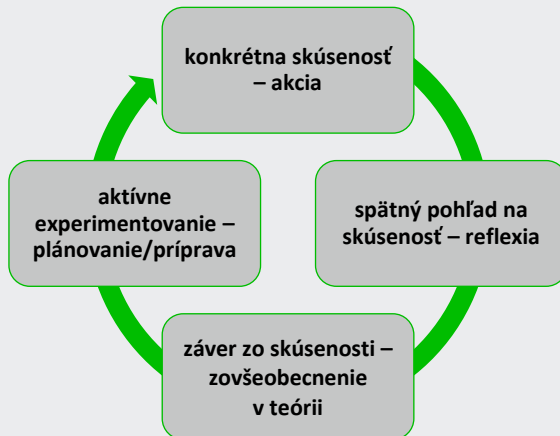 konkrétna skúsenosť
– akcia
spätný pohľad na
skúsenosť – reflexia
záver zo skúsenosti –
zovšeobecnenie
v teórii
aktívne
experimentovanie –
plánovanie/príprava